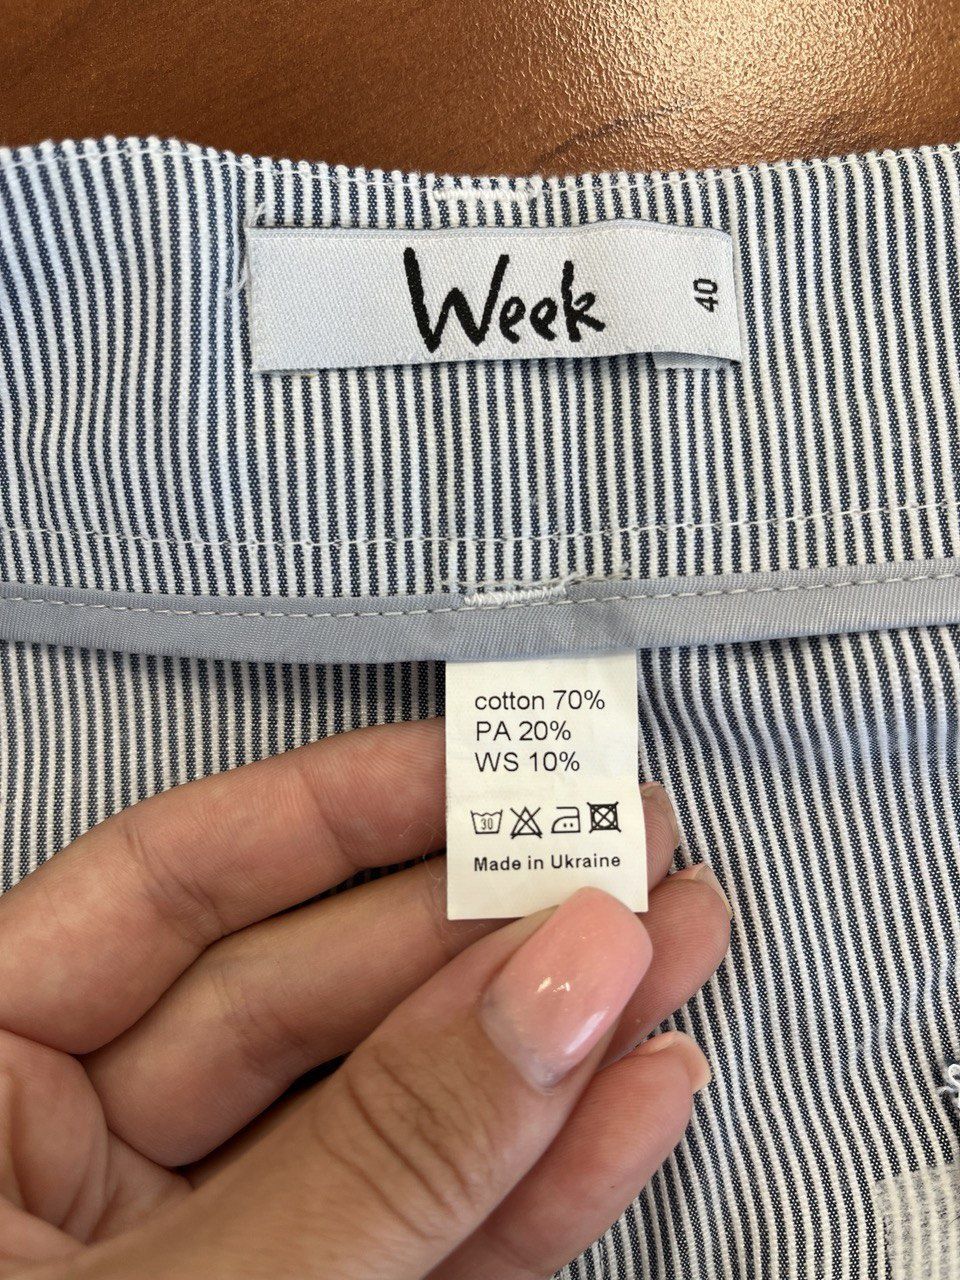 Week
40
cotton 70%
PA 20%
WS 10%
30
Made in Ukraine